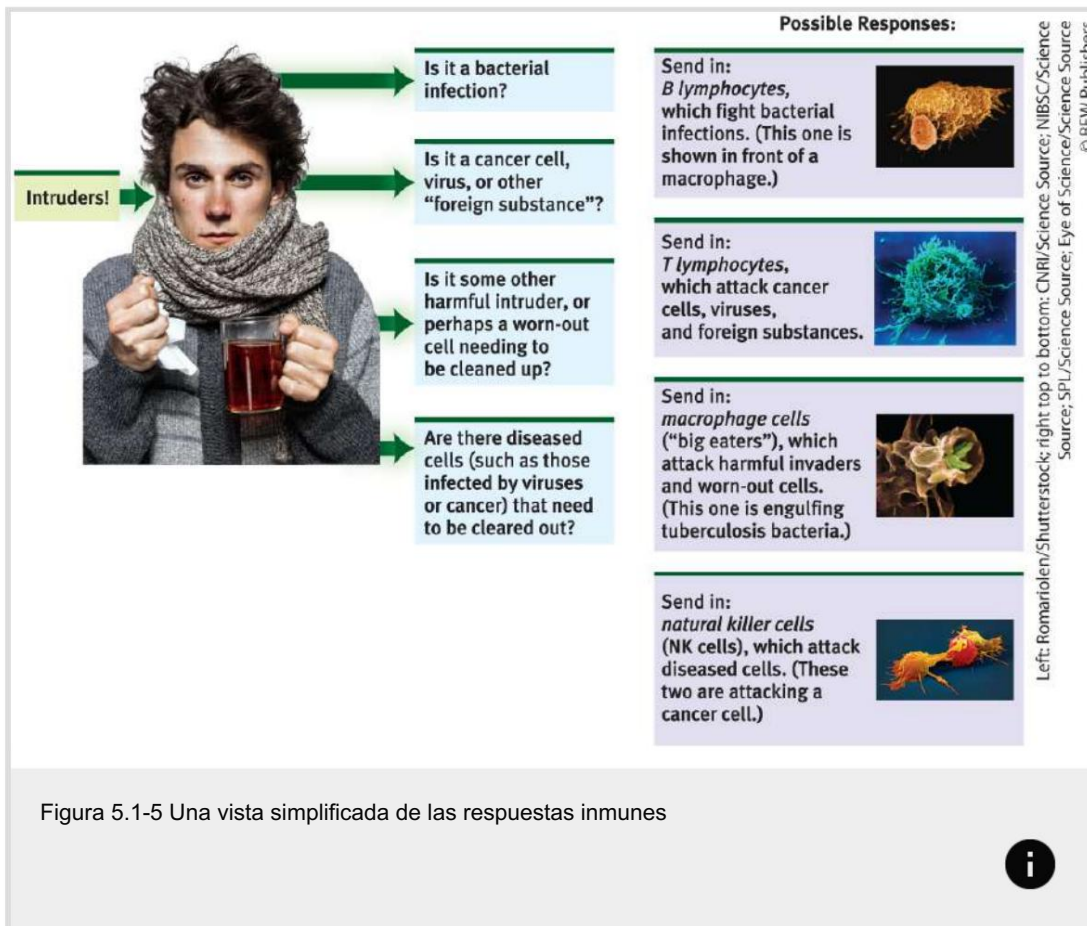 Possible Responses:
Intruders!
Is it a bacterial
infection?
Is it a cancer cell,
virus, or other
“foreign substance”?
Is it some other
harmful intruder, or
perhaps a worn-out
cell needing to
be cleaned up?
Are there diseased
cells (such as those
infected by viruses
or cancer) that need
to be cleared out?
Send in:
B lymphocytes,
which fight bacterial
infections. (This one is
shown in front of a
macrophage.)
Send in:
T lymphocytes,
which attack cancer
cells, viruses,
and foreign substances.
Send in:
macrophage cells
(“big eaters”), which
attack harmful invaders
and worn-out cells.
(This one is engulfing
tuberculosis bacteria.)
Send in:
natural killer cells
(NK cells), which attack
diseased cells. (These
two are attacking a
cancer cell.)
Left: Romariolen/Shutterstock; right top to bottom: CNRI/Science Source; NIBSC/Science
Source; SPL/Science Source; Eye of Science/Science Source
© BFW Publishers
Figura 5.1-5 Una vista simplificada de las respuestas inmunes
i